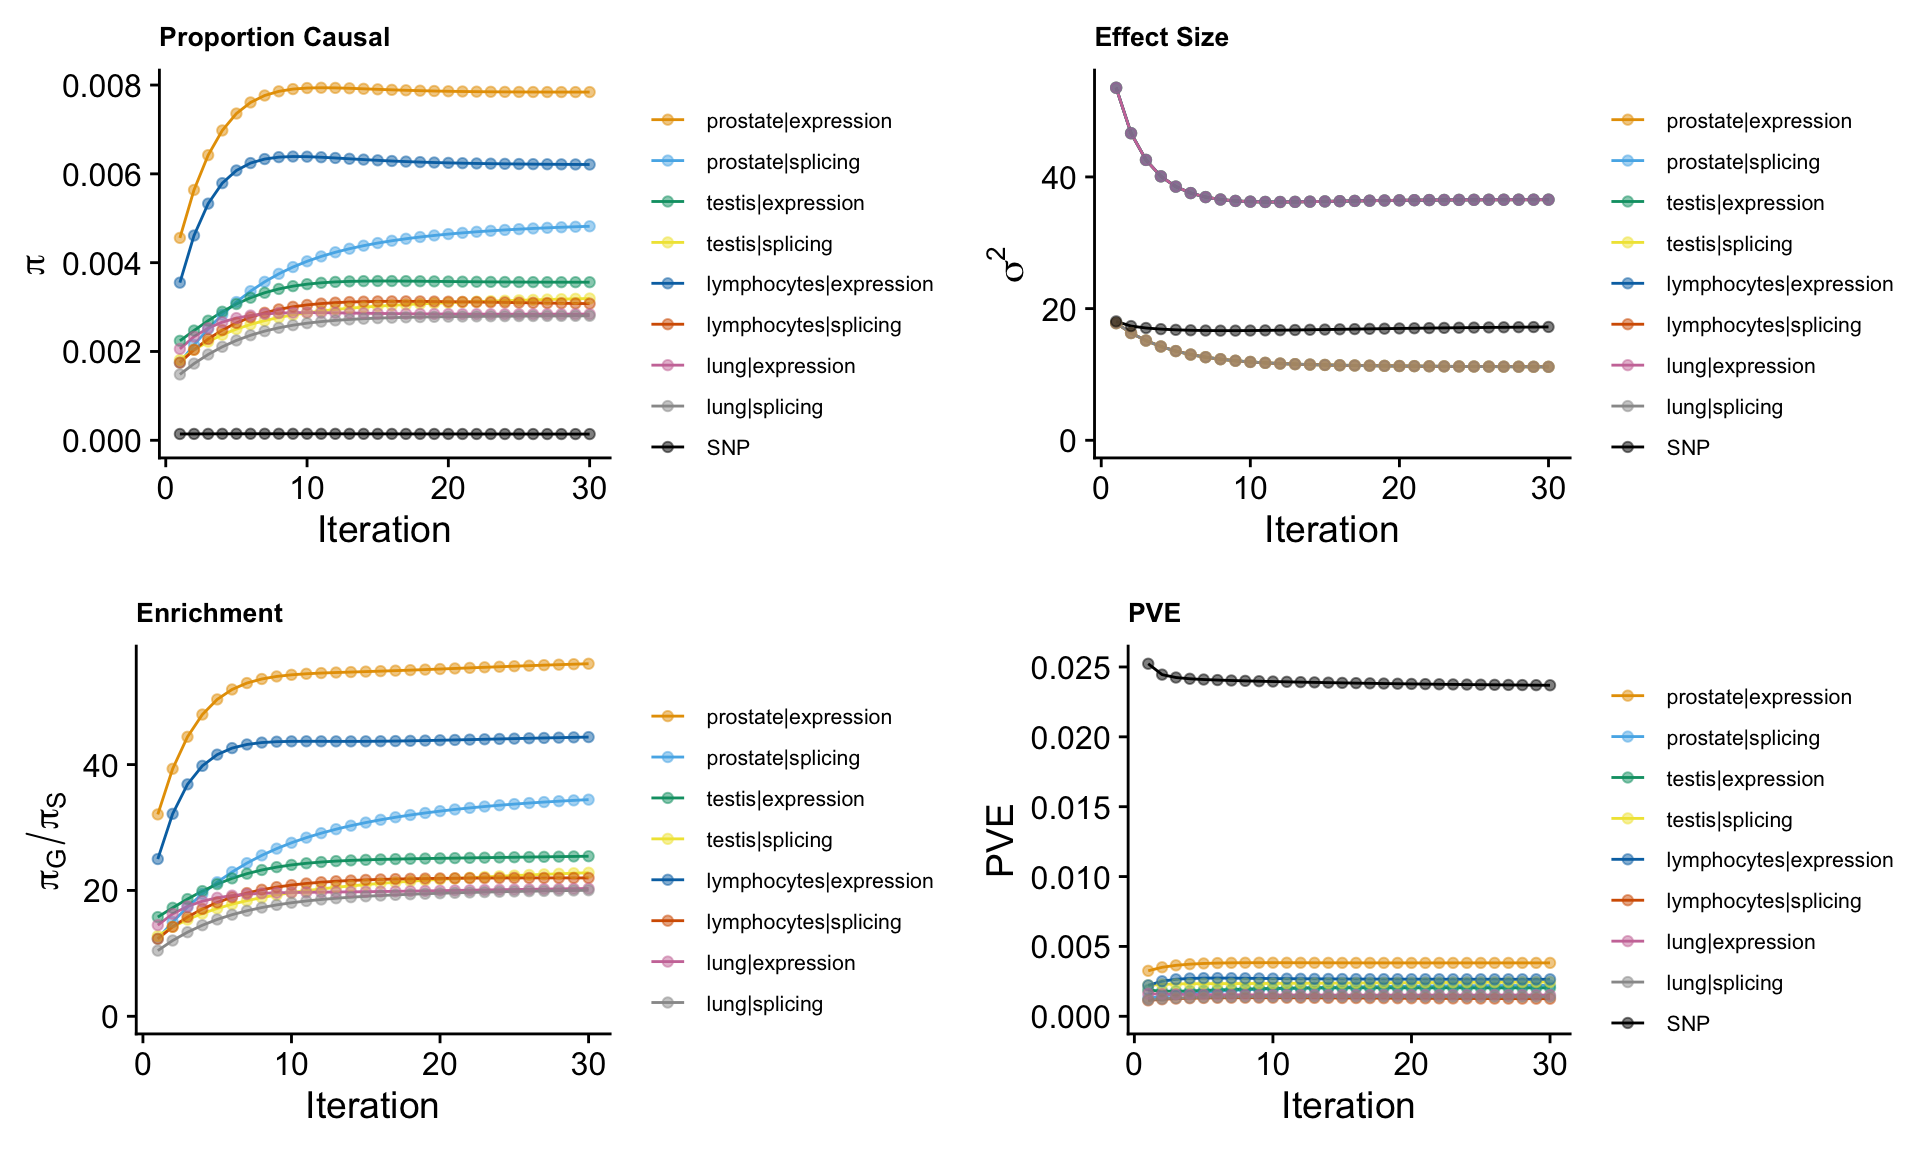 Proportion Causal
π
0.008
0.006
0.004
0.002
0.000
0 10 20 30
Iteration
prostate|expression
prostate|splicing
testis|expression
testis|splicing
lymphocytes|expression
lymphocytes|splicing
lung|expression
lung|splicing
SNP
Effect Size
σ²
40
20
0
0 10 20 30
Iteration
prostate|expression
prostate|splicing
testis|expression
testis|splicing
lymphocytes|expression
lymphocytes|splicing
lung|expression
lung|splicing
SNP
Enrichment
πG/πS
40
20
0
0 10 20 30
Iteration
prostate|expression
prostate|splicing
testis|expression
testis|splicing
lymphocytes|expression
lymphocytes|splicing
lung|expression
lung|splicing
PVE
PVE
0.025
0.020
0.015
0.010
0.005
0.000
0 10 20 30
Iteration
prostate|expression
prostate|splicing
testis|expression
testis|splicing
lymphocytes|expression
lymphocytes|splicing
lung|expression
lung|splicing
SNP